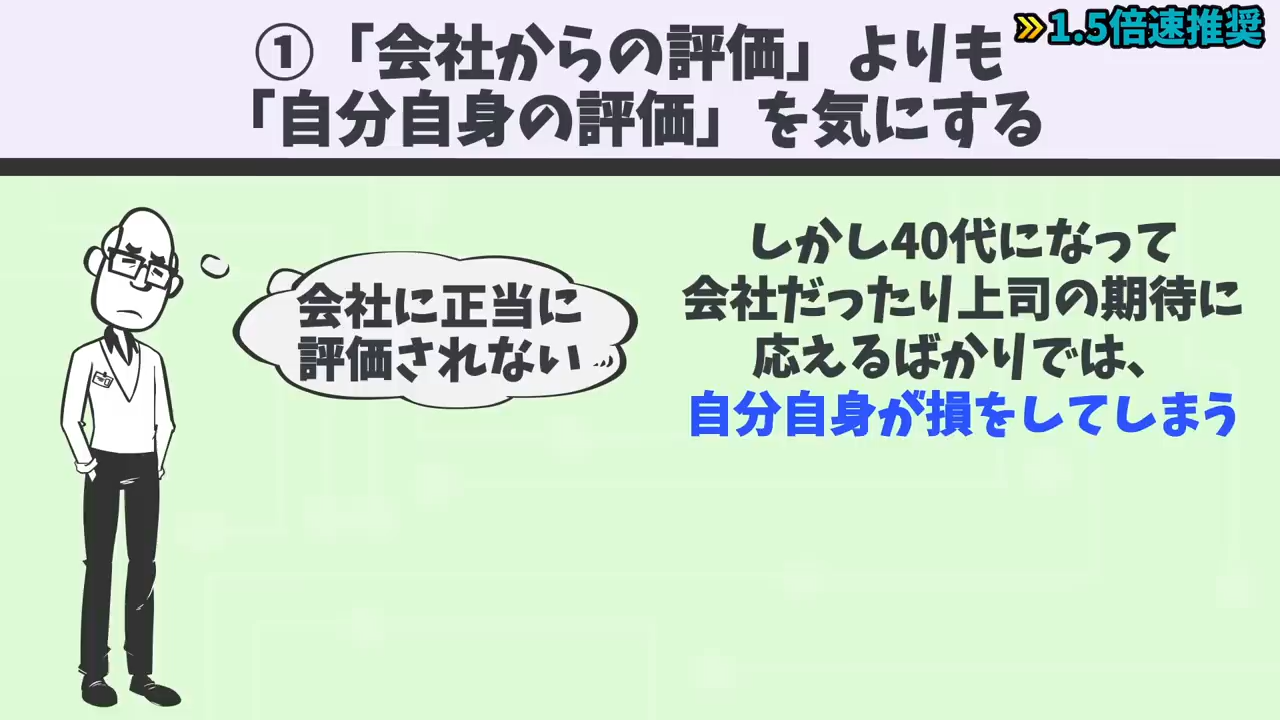 ①「会社からの評価」よりも
「自分自身の評価」を気にする
1.5倍速推奨
会社に正当に
評価されない…
しかし40代になって
会社だったり上司の期待に
応えるばかりでは、
自分自身が損をしてしまう